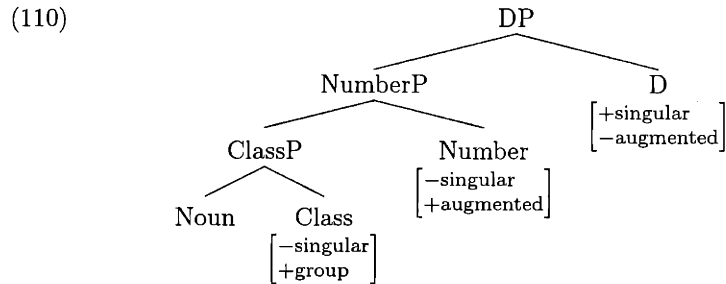 (110) DP
NumberP D
[+singular
−augmented]
ClassP Number
[−singular
+augmented]
Noun Class
[−singular
+group]